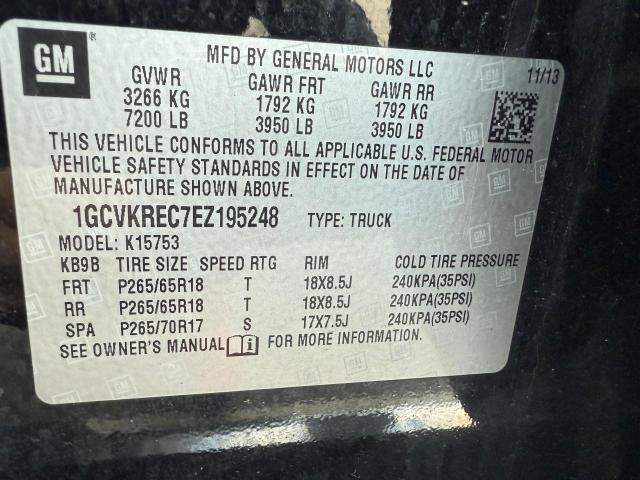 GM
MFD BY GENERAL MOTORS LLC
11/13
GVWR GAWR FRT GAWR RR
3266 KG 1792 KG 1792 KG
7200 LB 3950 LB 3950 LB
THIS VEHICLE CONFORMS TO ALL APPLICABLE U.S. FEDERAL MOTOR
VEHICLE SAFETY STANDARDS IN EFFECT ON THE DATE OF
MANUFACTURE SHOWN ABOVE.
1GCVKREC7EZ195248 TYPE: TRUCK
MODEL: K15753
KB9B TIRE SIZE SPEED RTG RIM COLD TIRE PRESSURE
FRT P265/65R18 T 18X8.5J 240KPA(35PSI)
RR P265/65R18 T 18X8.5J 240KPA(35PSI)
SPA P265/70R17 S 17X7.5J 240KPA(35PSI)
SEE OWNER'S MANUAL FOR MORE INFORMATION.